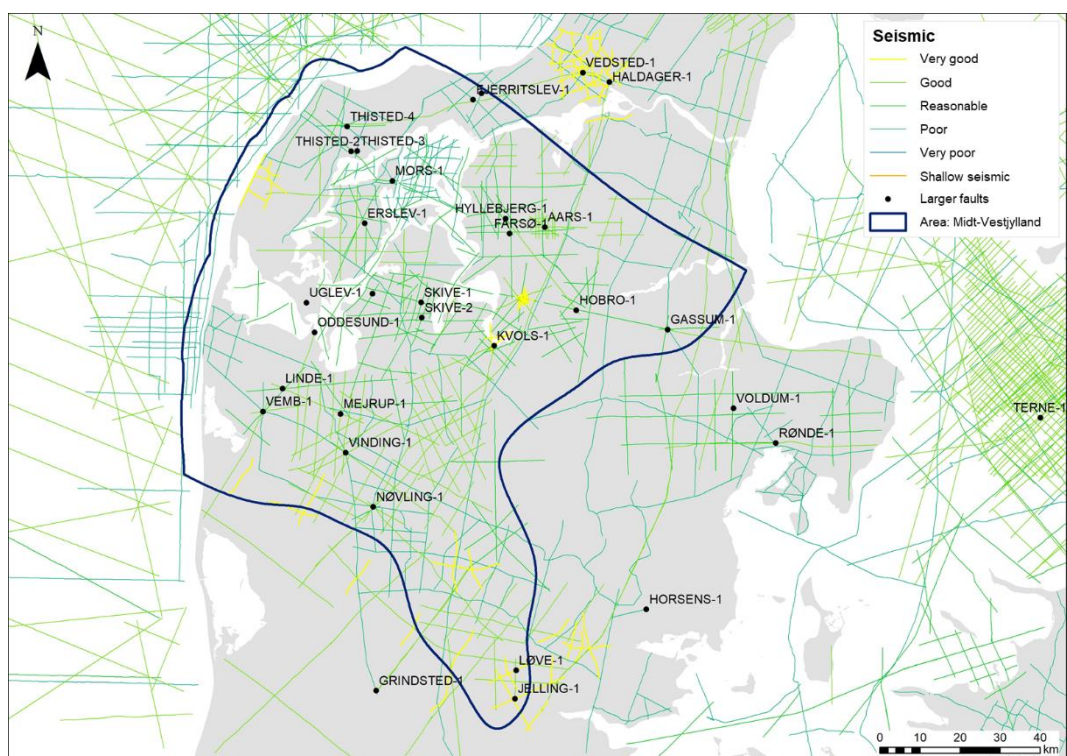 N
Seismic
Very good
Good
Reasonable
Poor
Very poor
Shallow seismic
Larger faults
Area: Midt-Vestjylland
VEDSTED-1
HALDAGER-1
FJERRITSLEV-1
THISTED-4
THISTED-2
THISTED-3
MORS-1
HYLLEBJERG-1
AARS-1
ERSLEV-1
FARSØ-1
UGLEV-1
SKIVE-1
HOBRO-1
SKIVE-2
ODDESUND-1
GASSUM-1
KVOLS-1
LINDE-1
VEMB-1
MEJRUP-1
VOLDUM-1
TERNE-1
RØNDE-1
VINDING-1
NØVLING-1
HORSENS-1
LØVE-1
GRINDSTED-1
JELLING-1
0 10 20 30 40
km